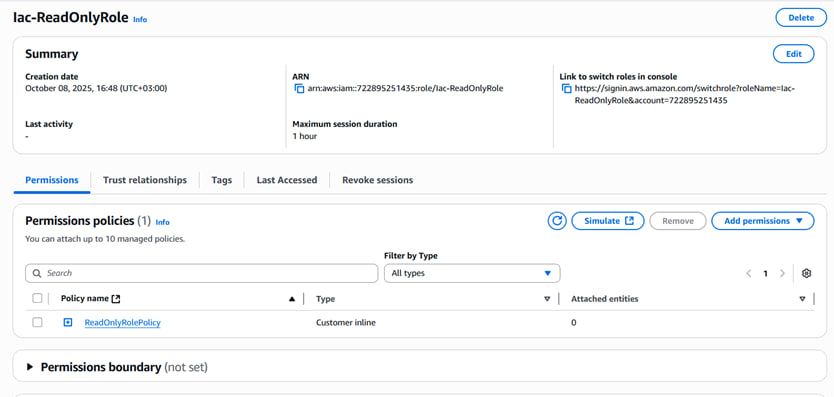 Iac-ReadOnlyRole Info
Delete
Summary
Edit
Creation date
October 08, 2025, 16:48 (UTC+03:00)
ARN
arn:aws:iam::722895251435:role/Iac-ReadOnlyRole
Link to switch roles in console
https://signin.aws.amazon.com/switchrole?roleName=Iac-
ReadOnlyRole&account=722895251435
Last activity
-
Maximum session duration
1 hour
Permissions
Trust relationships
Tags
Last Accessed
Revoke sessions
Permissions policies (1) Info
Simulate
Remove
Add permissions
You can attach up to 10 managed policies.
Filter by Type
Search
All types
1
Policy name
Type
Attached entities
ReadOnlyRolePolicy
Customer inline
0
Permissions boundary (not set)